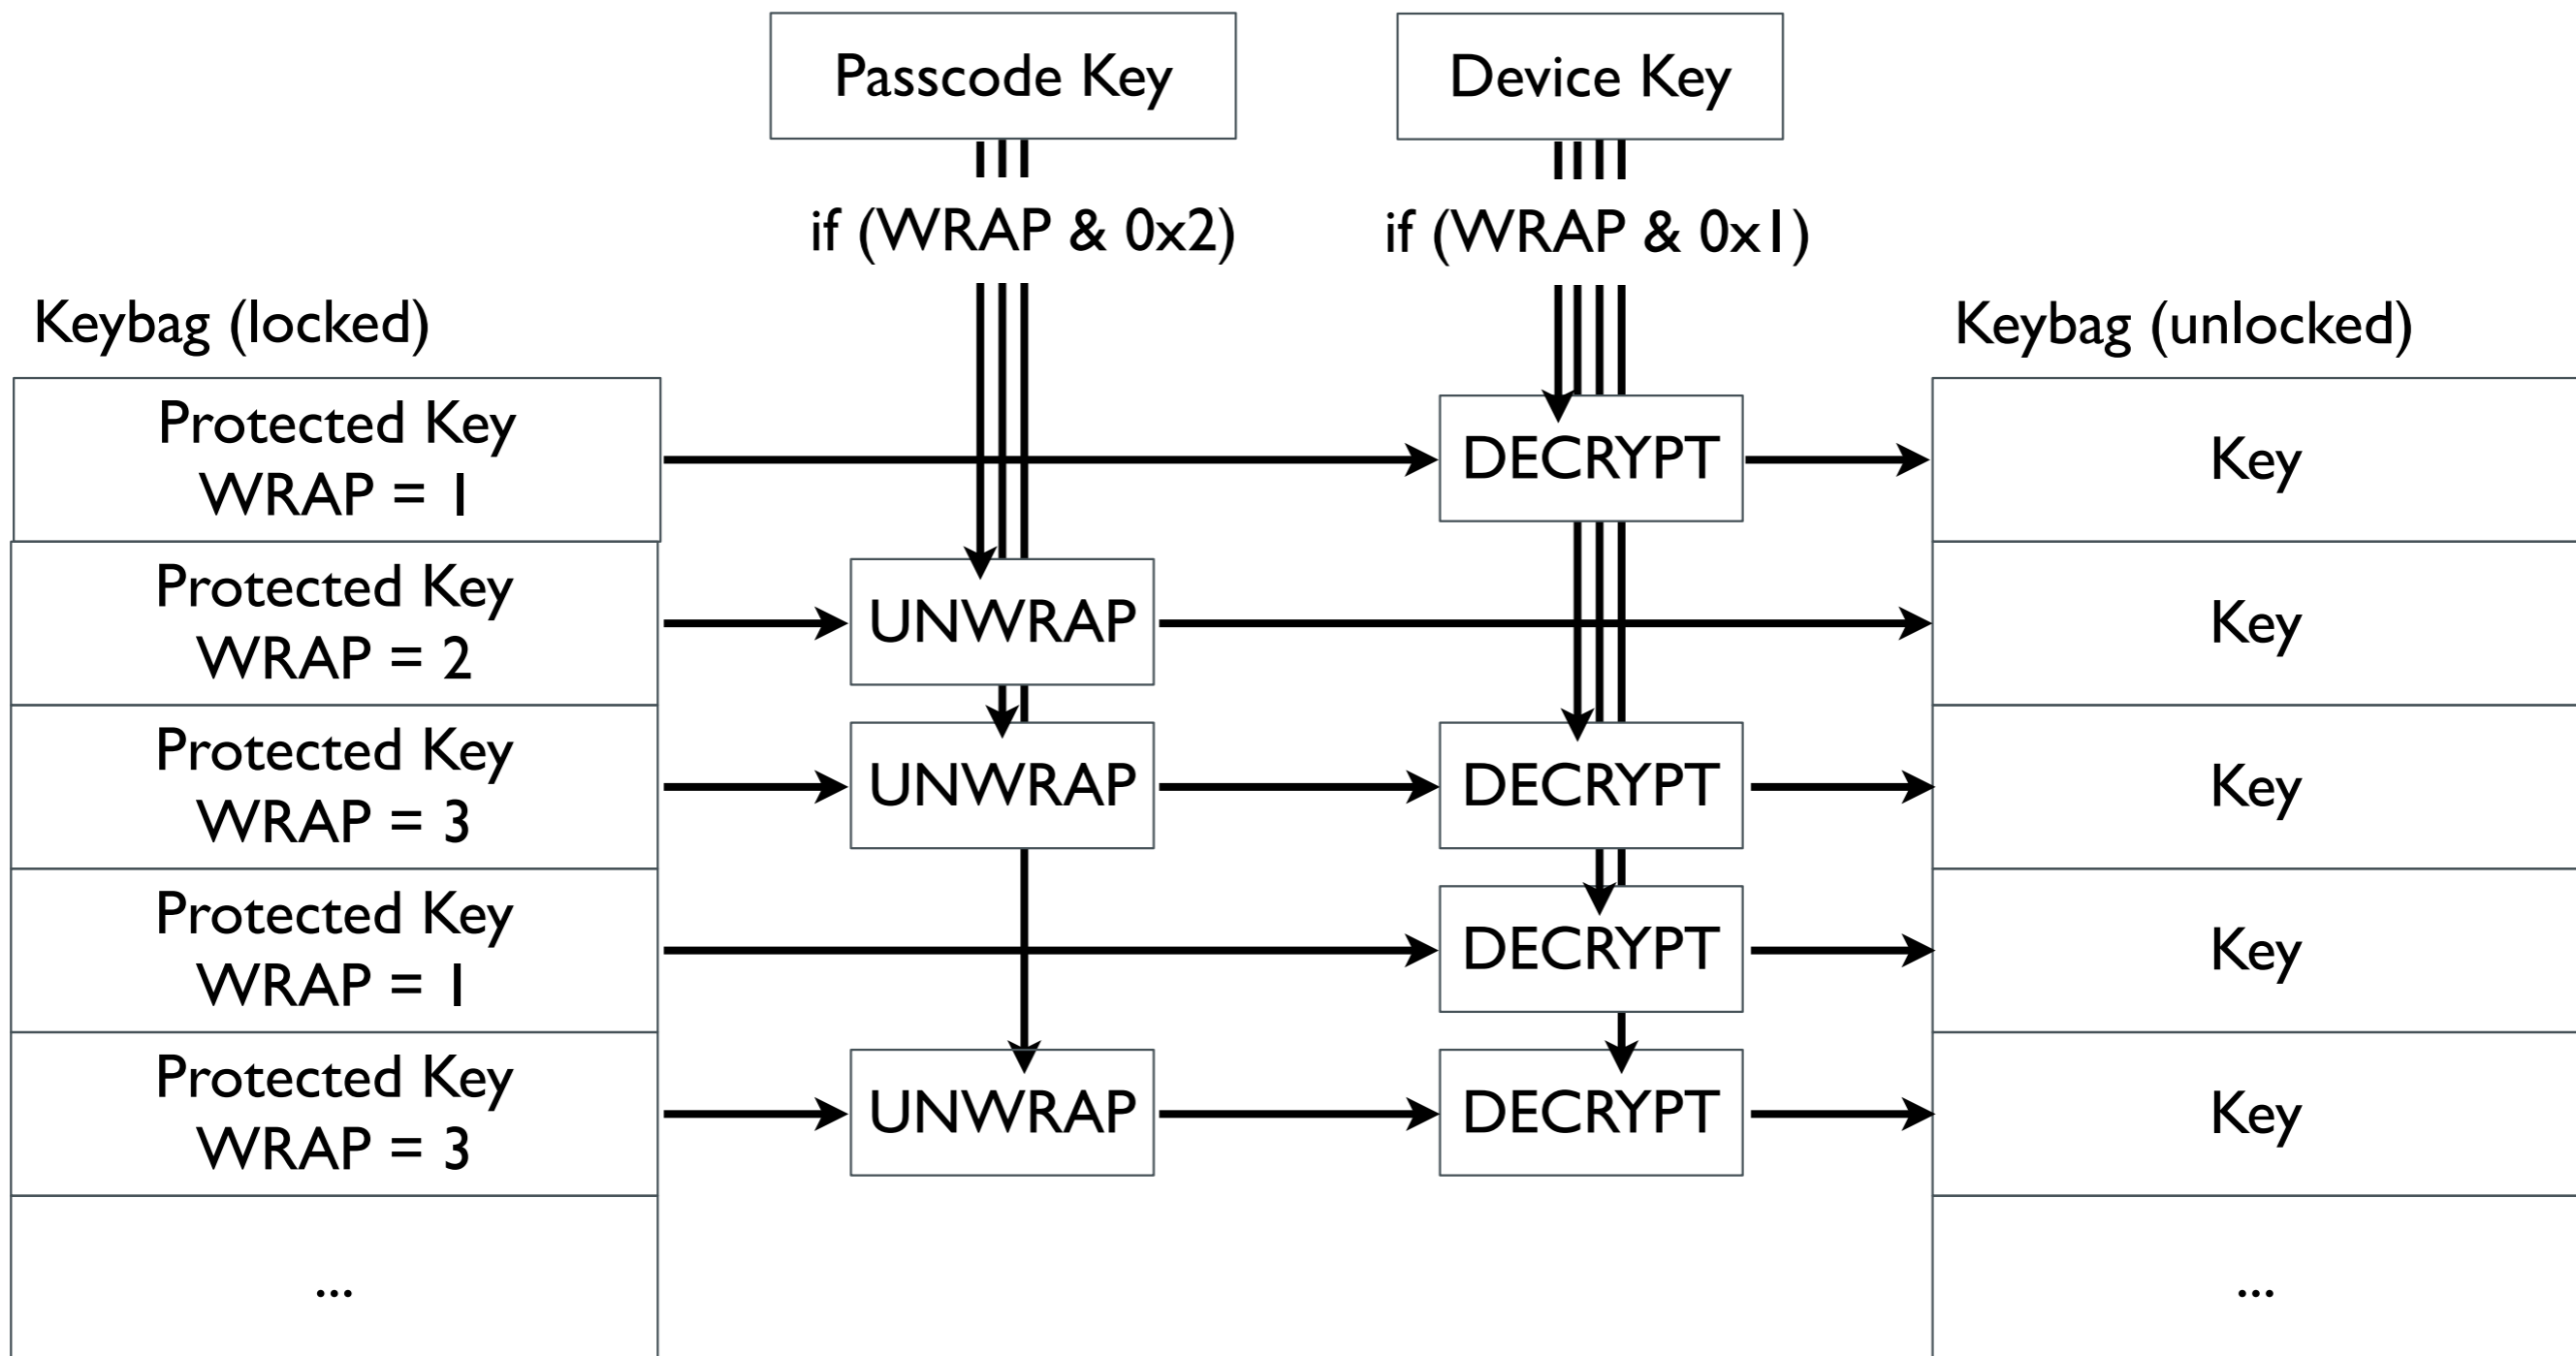 Passcode Key
Device Key
if (WRAP & 0x2)
if (WRAP & 0x1)
Keybag (locked)
Keybag (unlocked)
Protected Key
WRAP = 1
DECRYPT
Key
Protected Key
WRAP = 2
UNWRAP
Key
Protected Key
WRAP = 3
UNWRAP
DECRYPT
Key
Protected Key
WRAP = 1
DECRYPT
Key
Protected Key
WRAP = 3
UNWRAP
DECRYPT
Key
...
...